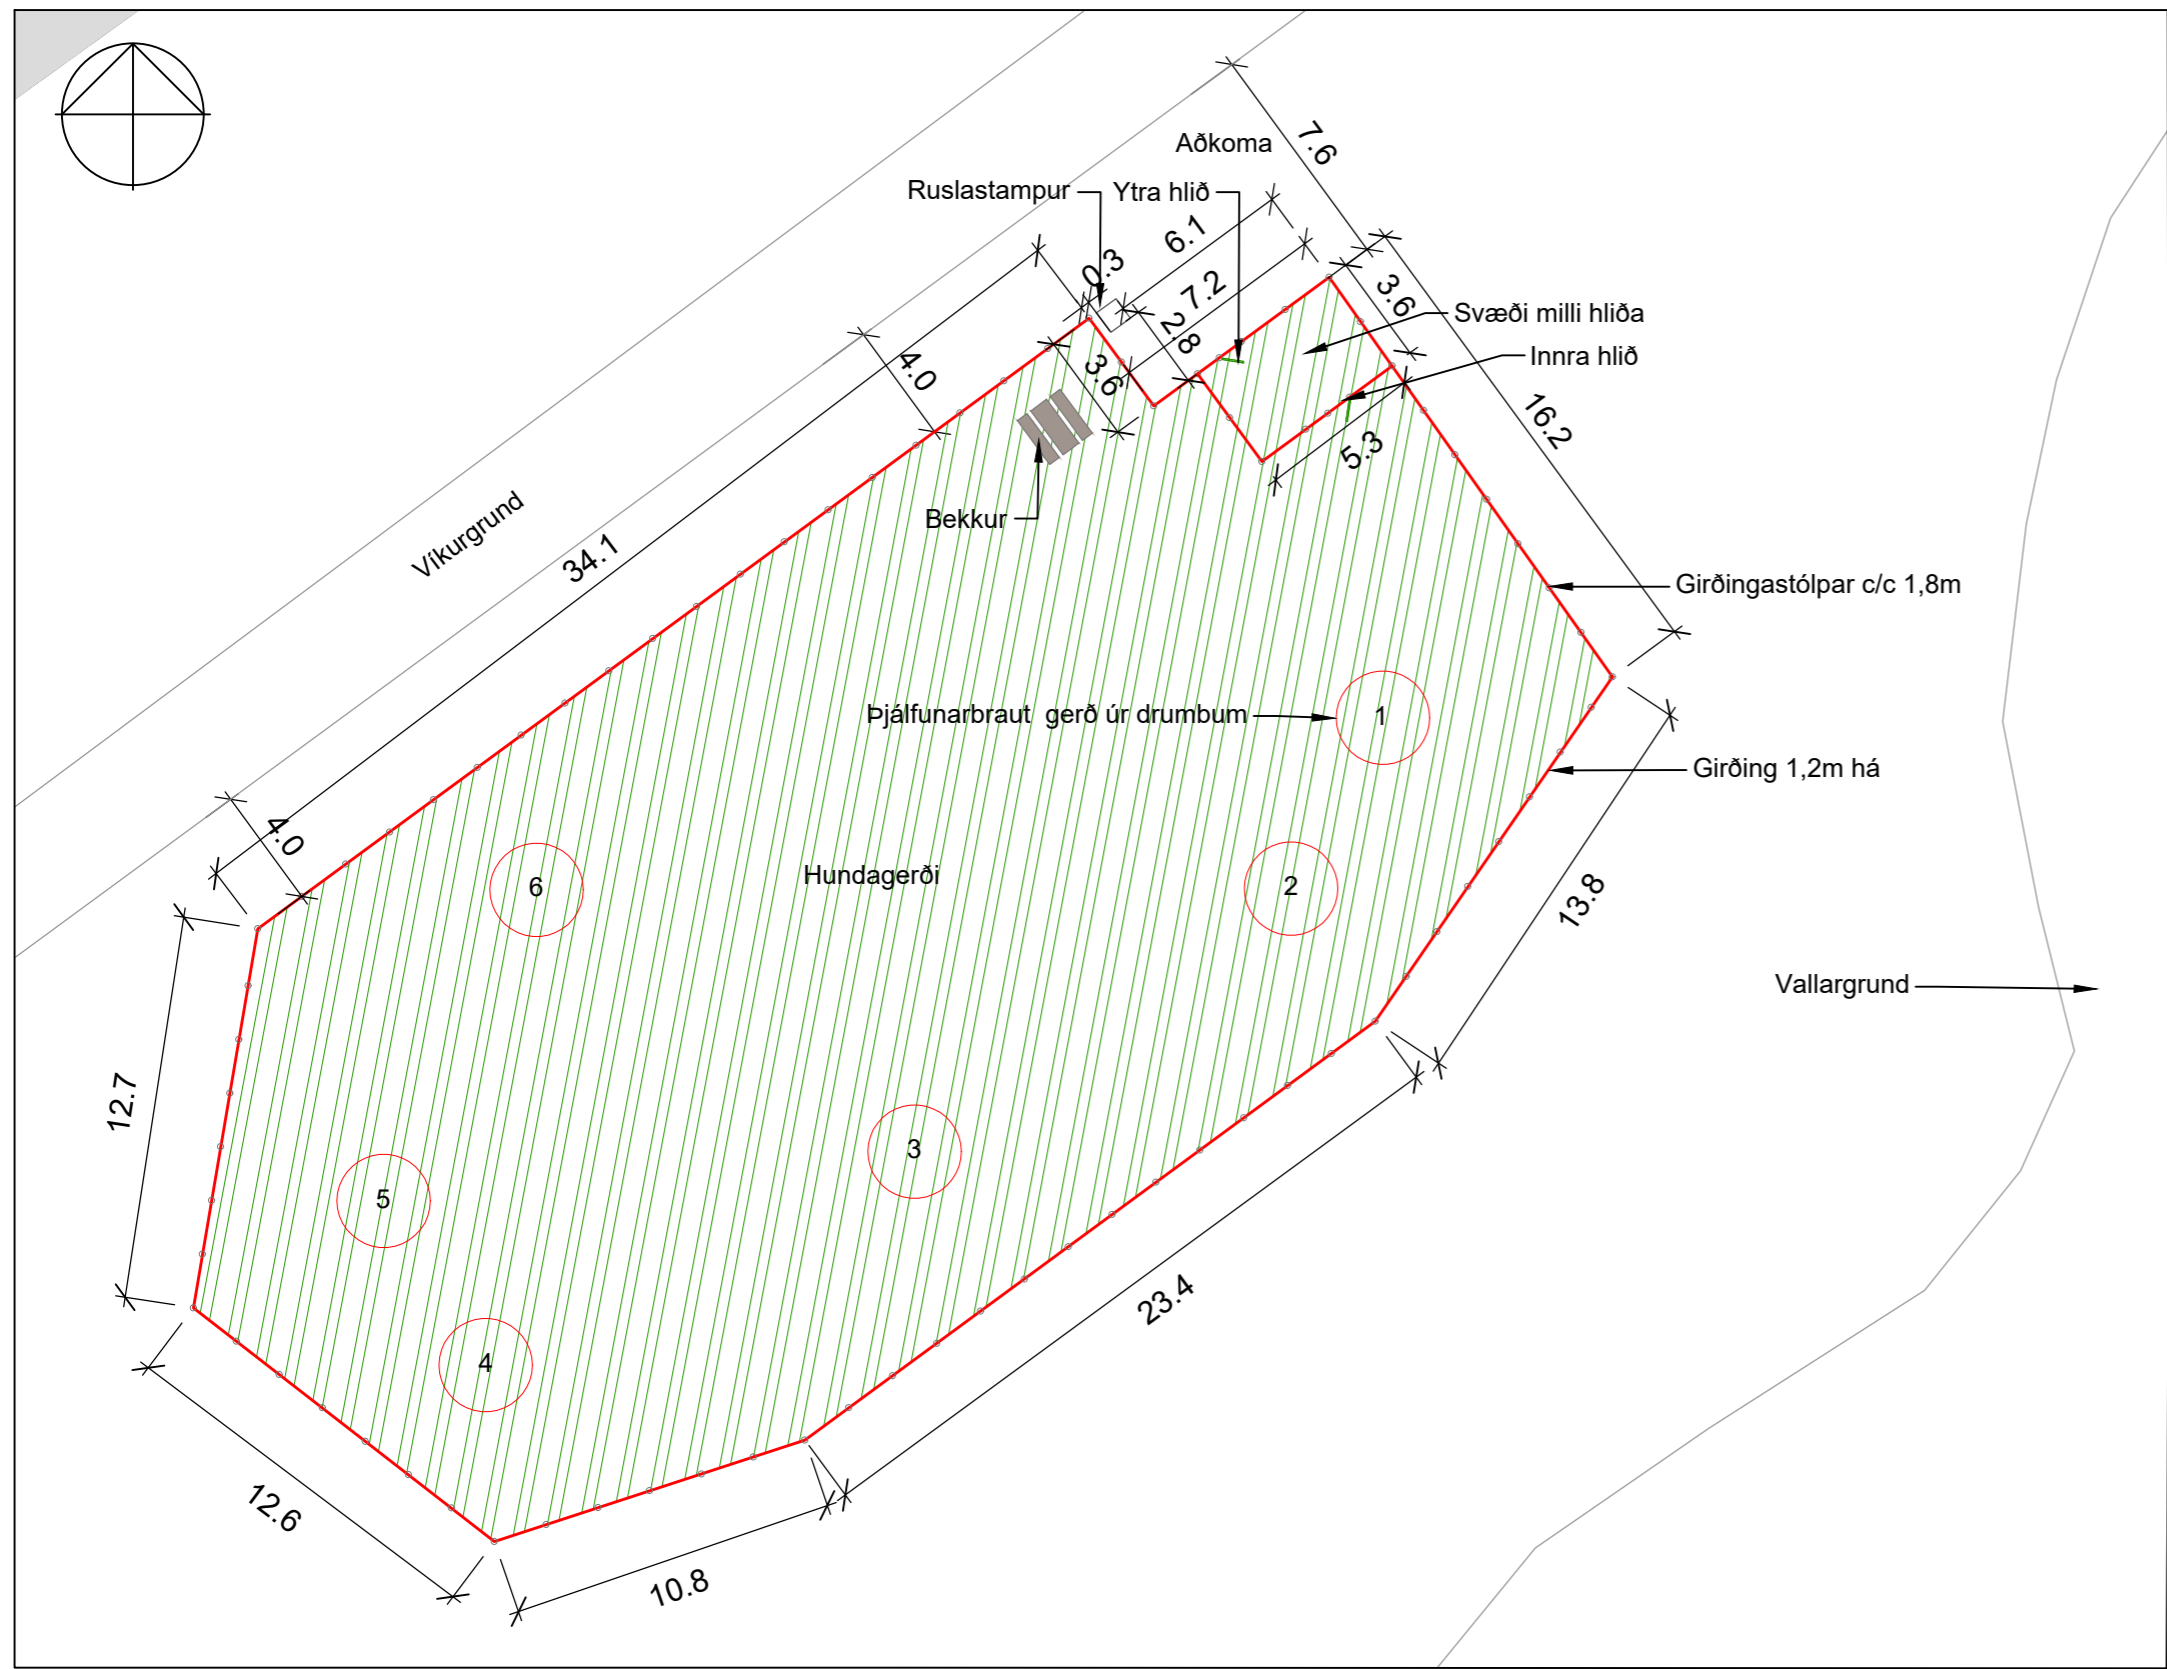 7.6
Aðkoma
Ruslastampur
Ytra hlið
6.1
0.3
7.2
3.6
2.8
Svæði milli hliða
4.0
3.6
Innra hlið
16.2
5.3
Bekkur
Víkurgrund
34.1
Girðingastólpar c/c 1,8m
Þjálfunarbraut gerð úr drumbum
1
Girðing 1,2m há
4.0
Hundagerði
6
2
13.8
Vallargrund
12.7
3
5
23.4
4
12.6
10.8